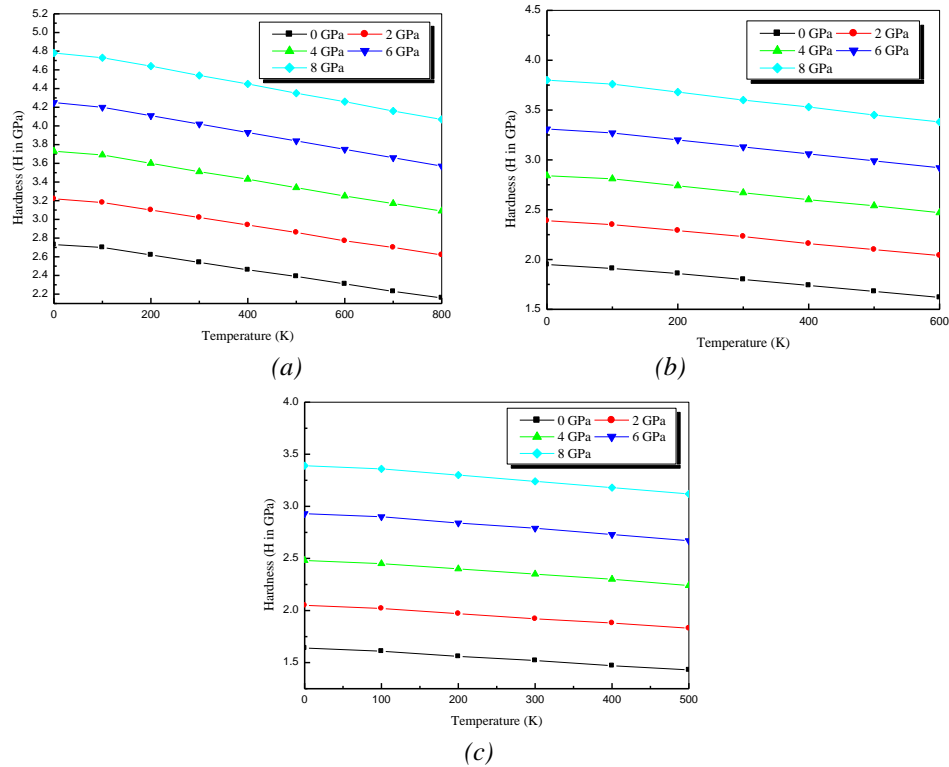 5.2
5.0
4.8
4.6
4.4
4.2
4.0
3.8
3.6
3.4
3.2
3.0
2.8
2.6
2.4
2.2
Hardness (H in GPa)
0 GPa 2 GPa
4 GPa 6 GPa
8 GPa
0 200 400 600 800
Temperature (K)
(a)
4.5
4.0
3.5
3.0
2.5
2.0
1.5
Hardness (H in GPa)
0 GPa 2 GPa
4 GPa 6 GPa
8 GPa
0 200 400 600
Temperature (K)
(b)
4.0
3.5
3.0
2.5
2.0
1.5
Hardness (H in GPa)
0 GPa 2 GPa
4 GPa 6 GPa
8 GPa
0 100 200 300 400 500
Temperature (K)
(c)